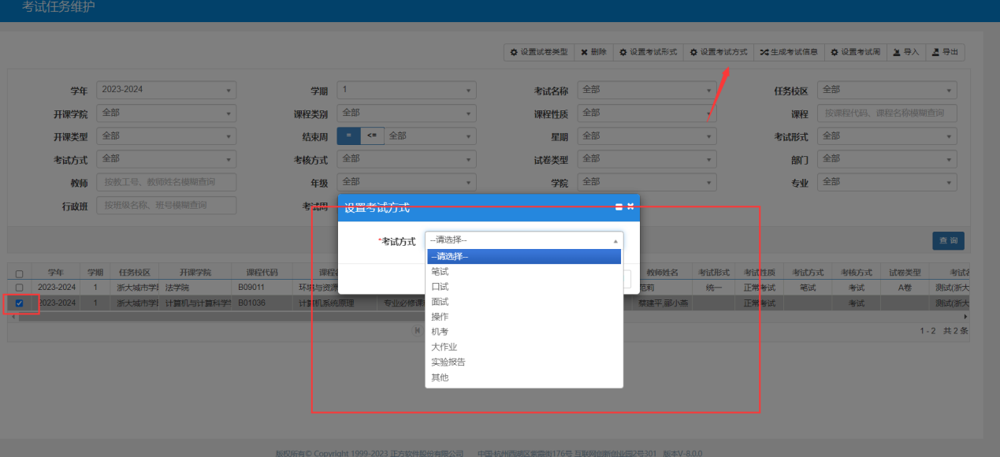 考试任务维护
设置试卷类型 删除 设置考试形式 设置考试方式 生成考试信息 设置考试周 导入 导出
学年 2023-2024 学期 1 考试名称 全部 任务校区 全部
开课学院 全部 课程类别 全部 课程性质 全部 课程 按课程代码、课程名称模糊查询
开课类型 全部 结束周 = <= 全部 星期 全部 考试形式 全部
考试方式 全部 考核方式 全部 试卷类型 全部 部门 全部
教师 按教工号、教师姓名模糊查询 年级 全部 学院 全部 专业 全部
行政班 按班级名称、班号模糊查询 考试周
设置考试方式
*考试方式 --请选择--
--请选择--
笔试
口试
面试
操作
机考
大作业
实验报告
其他
查 询
学年 学期 任务校区 开课学院 课程代码 教师姓名 考试形式 考试性质 考试方式 考核方式 试卷类型
2023-2024 1 浙大城市学 法学院 B09011 环境与资源 范莉 统一 正常考试 笔试 考试 A卷 测试(浙大
2023-2024 1 浙大城市学 计算机与计算科学 B01036 计算机系统原理 专业必修课 蔡建平,郦小燕 正常考试 考试 测试(浙大
1 - 2 共 2 条
版权所有© Copyright 1999-2023 正方软件股份有限公司 中国·杭州西湖区紫霞街176号 互联网创新创业园2号301 版本V-8.0.0